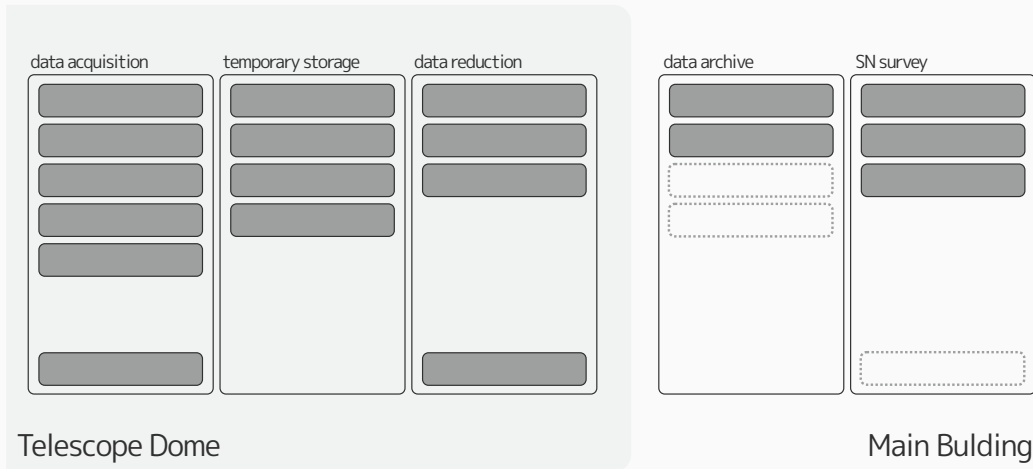 data acquisition
temporary storage
data reduction
data archive
SN survey
Telescope Dome
Main Bulding